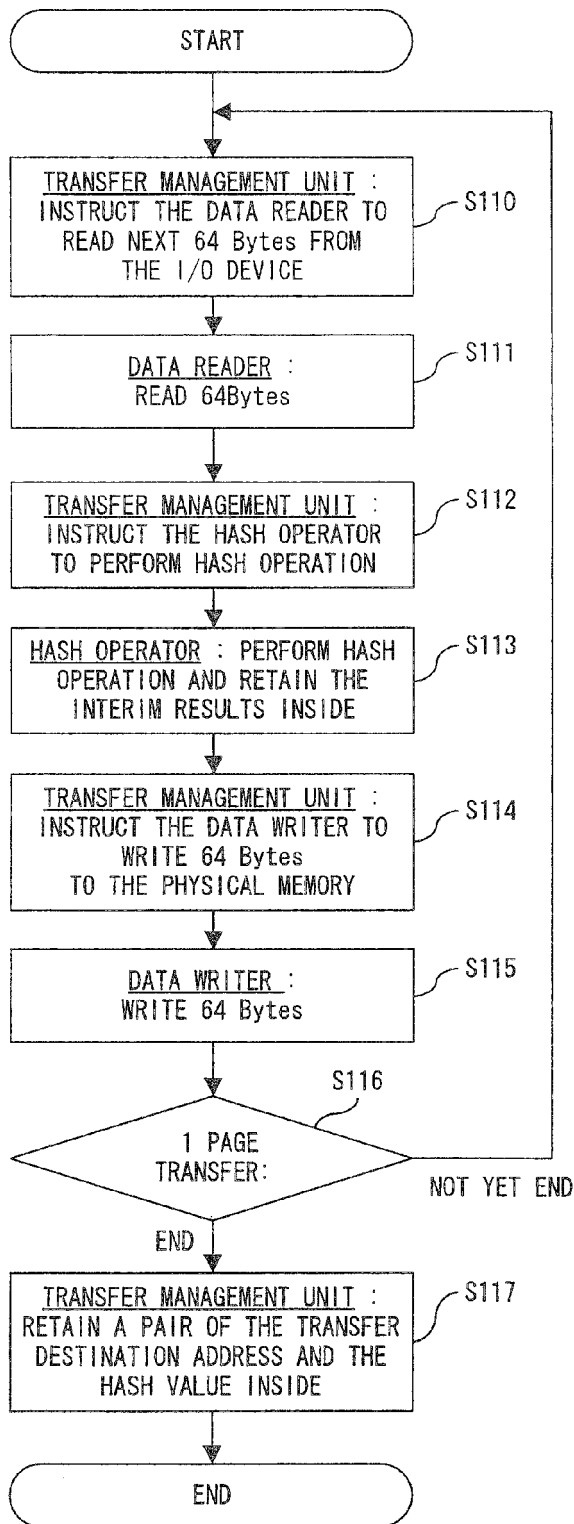 START
TRANSFER MANAGEMENT UNIT :
INSTRUCT THE DATA READER TO
READ NEXT 64 Bytes FROM
THE I/O DEVICE
S110
DATA READER :
READ 64Bytes
S111
TRANSFER MANAGEMENT UNIT :
INSTRUCT THE HASH OPERATOR
TO PERFORM HASH OPERATION
S112
HASH OPERATOR : PERFORM HASH
OPERATION AND RETAIN THE
INTERIM RESULTS INSIDE
S113
TRANSFER MANAGEMENT UNIT :
INSTRUCT THE DATA WRITER TO
WRITE 64 Bytes
TO THE PHYSICAL MEMORY
S114
DATA WRITER :
WRITE 64 Bytes
S115
S116
1 PAGE
TRANSFER:
NOT YET END
END
TRANSFER MANAGEMENT UNIT :
RETAIN A PAIR OF THE TRANSFER
DESTINATION ADDRESS AND THE
HASH VALUE INSIDE
S117
END